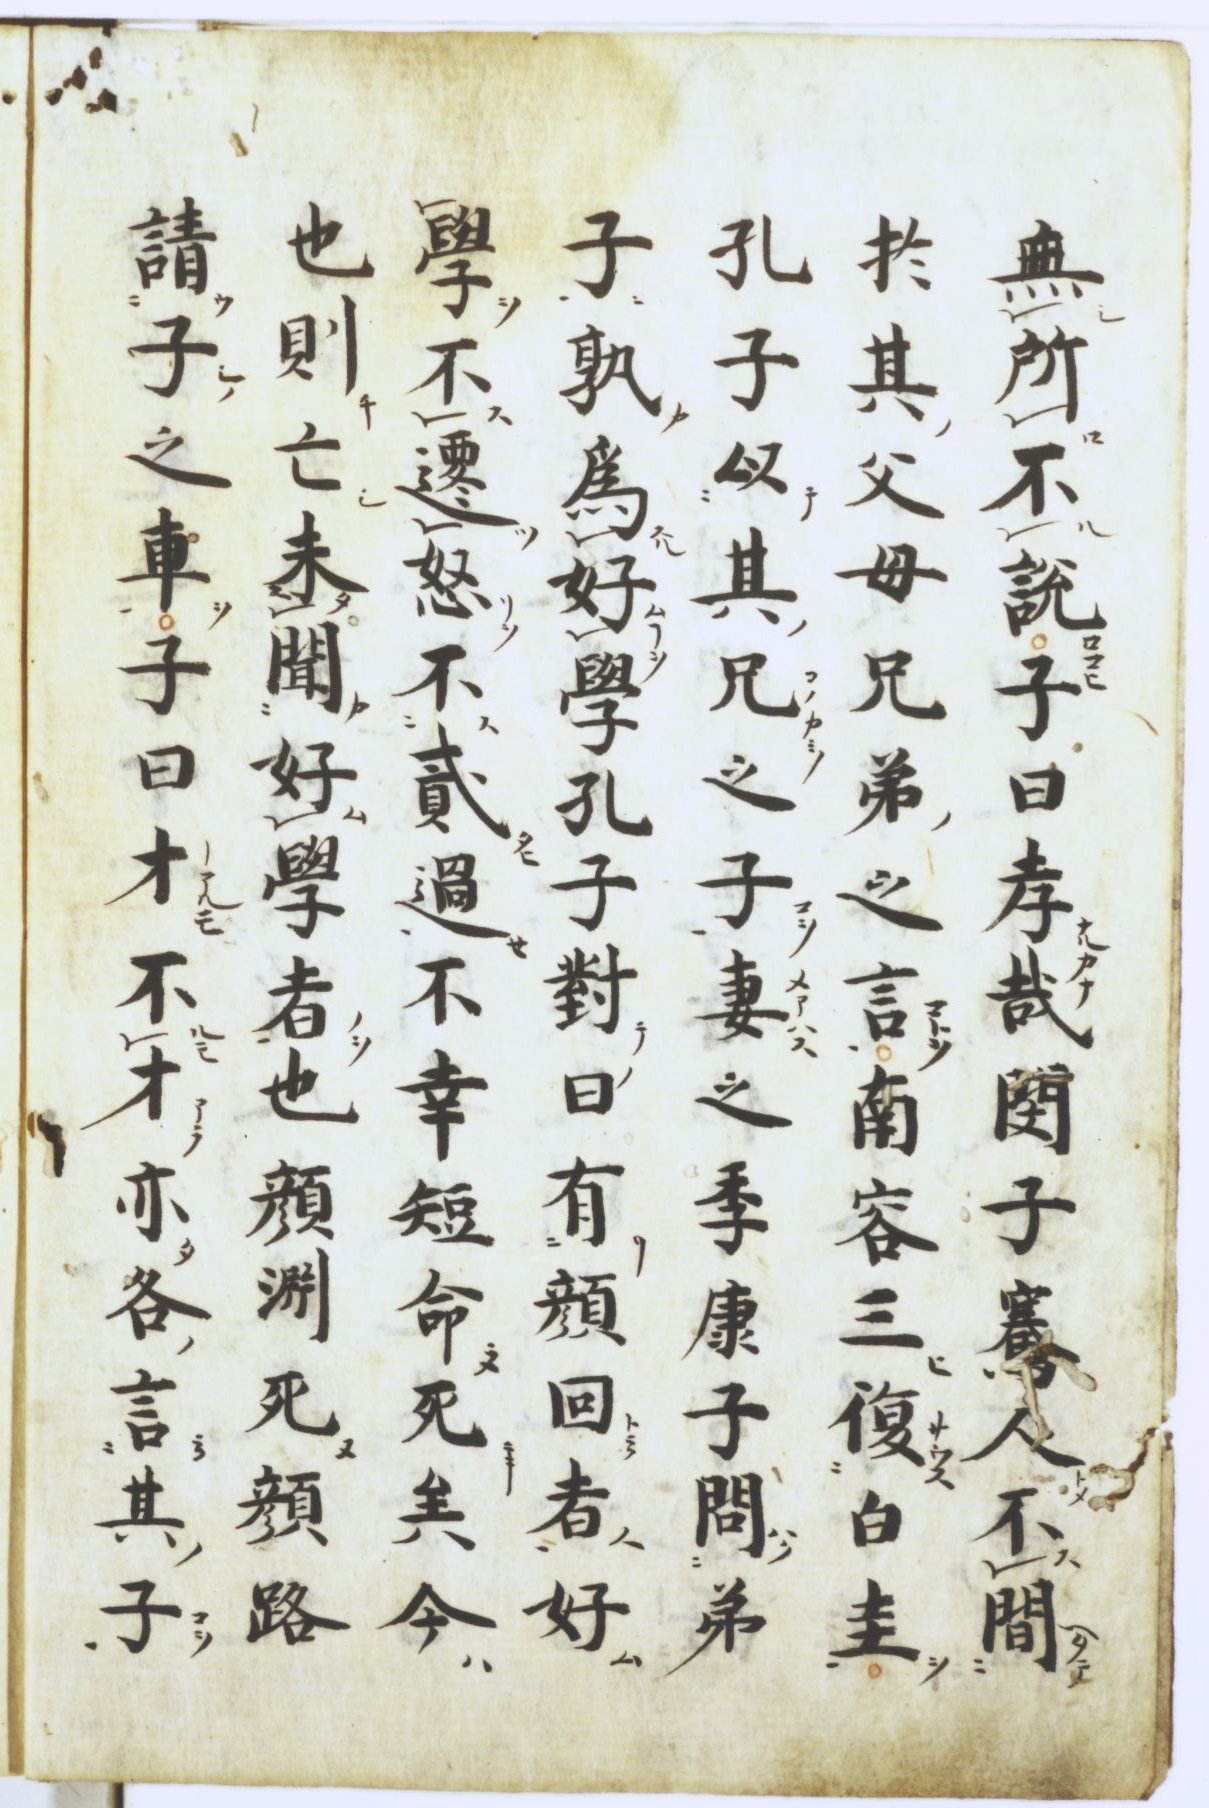 無所不說子曰孝哉閔子騫人不間
於其父母兄弟之言南容三復白圭
孔子以其兄之子妻之季康子問弟
子孰爲好學孔子對曰有顔回者好
學不遷怒不貳過不幸短命死矣今
也則亡未聞好學者也顔淵死顔路
請子之車子曰才不才亦各言其子